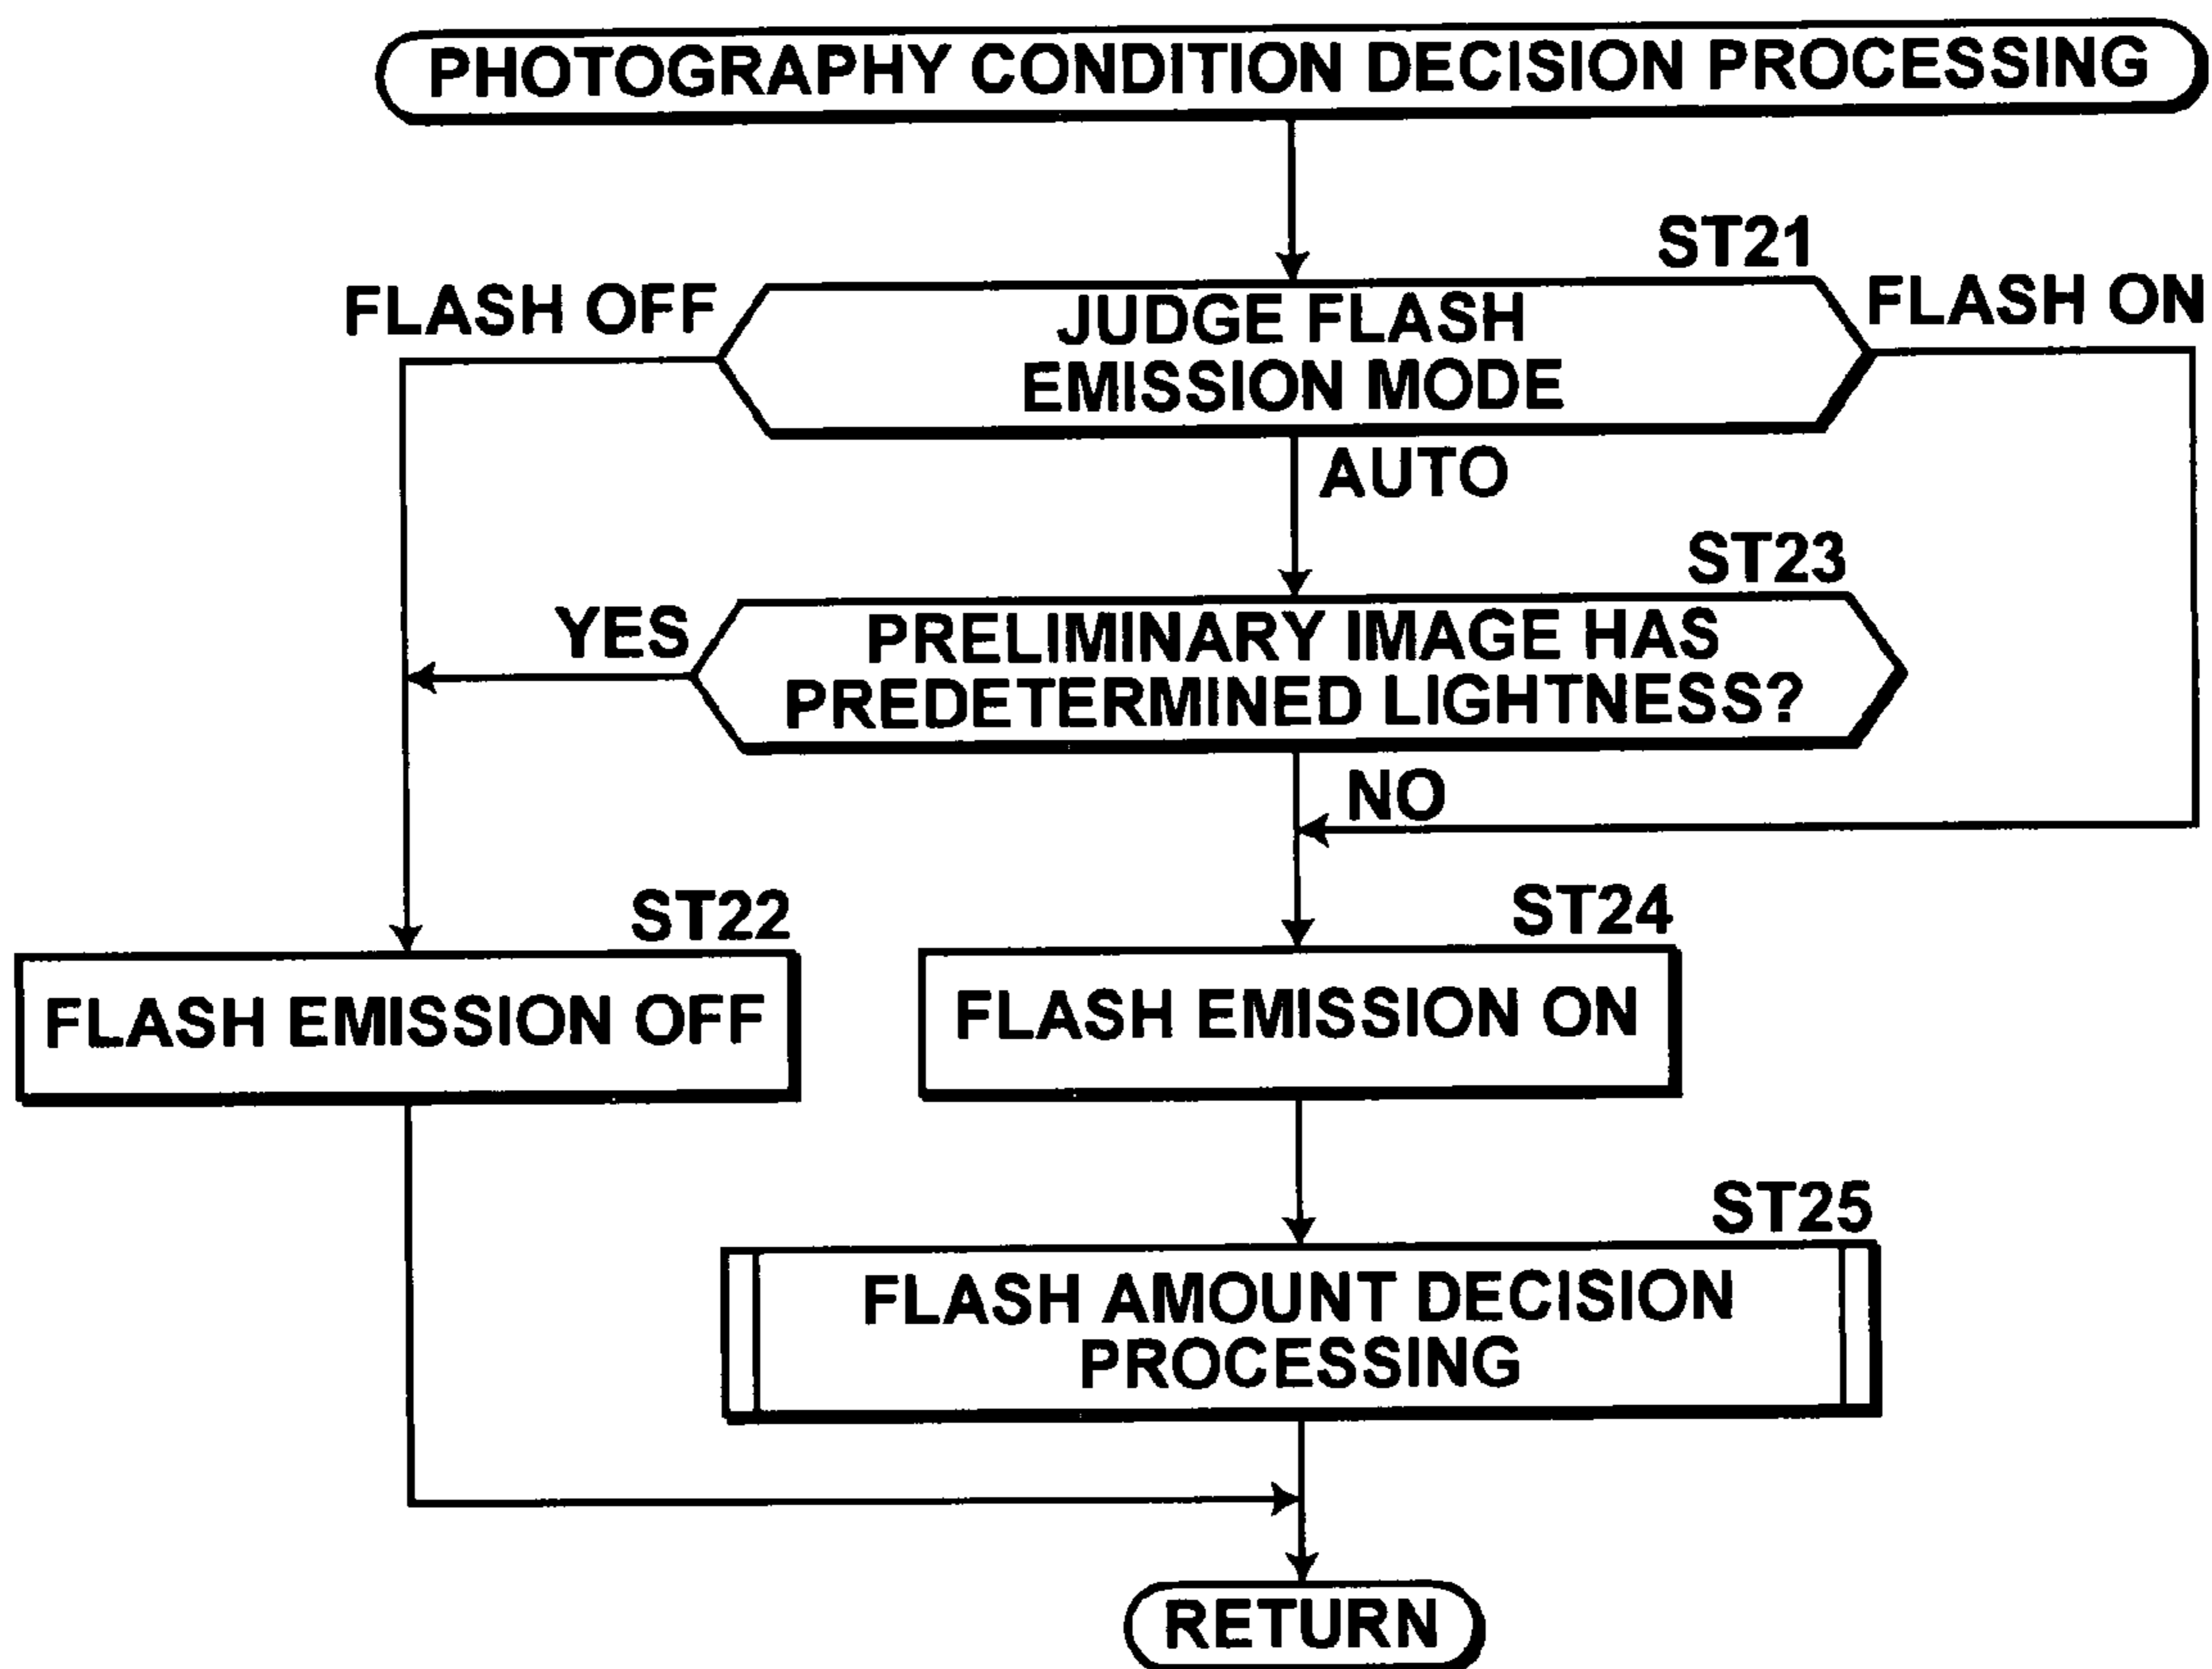 PHOTOGRAPHY CONDITION DECISION PROCESSING
ST21
FLASH OFF
FLASH ON
JUDGE FLASH
EMISSION MODE
AUTO
ST23
YES
PRELIMINARY IMAGE HAS
PREDETERMINED LIGHTNESS?
NO
ST22
ST24
FLASH EMISSION OFF
FLASH EMISSION ON
ST25
FLASH AMOUNT DECISION
PROCESSING
RETURN